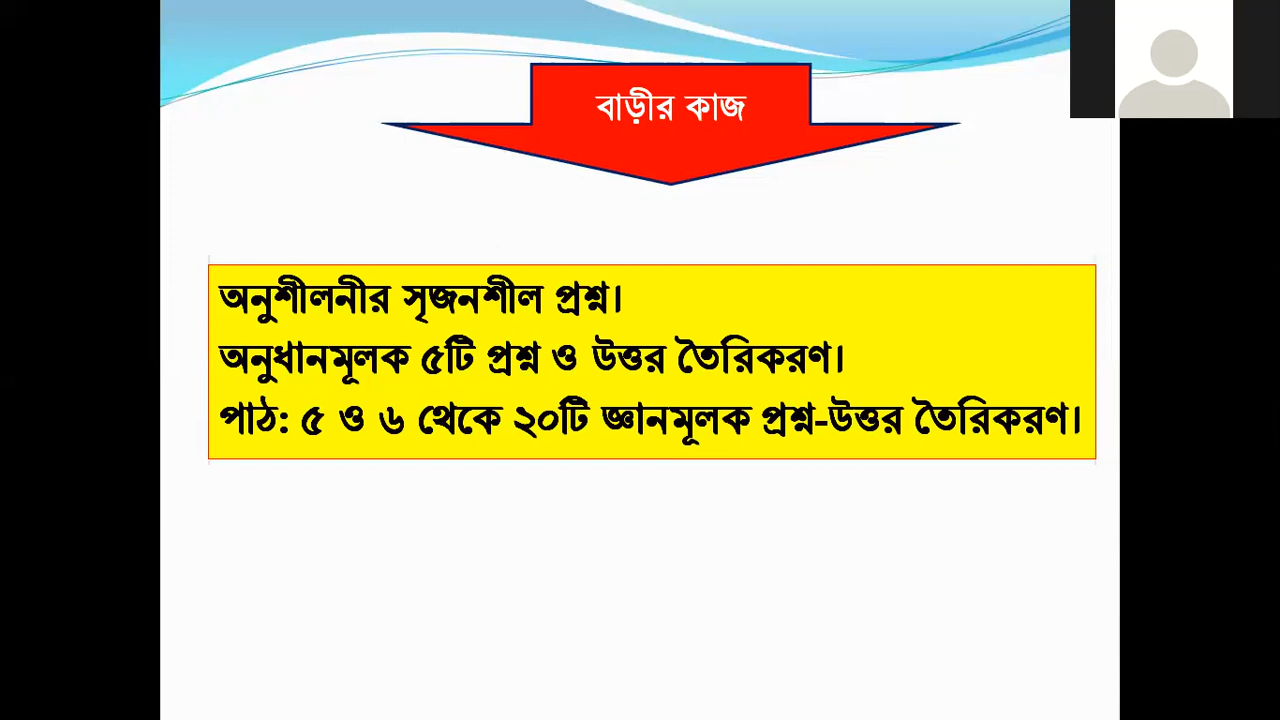 বাড়ীর কাজ
অনুশীলনীর সৃজনশীল প্রশ্ন।
অনুধানমূলক ৫টি প্রশ্ন ও উত্তর তৈরিকরণ।
পাঠ: ৫ ও ৬ থেকে ২০টি জ্ঞানমূলক প্রশ্ন-উত্তর তৈরিকরণ।